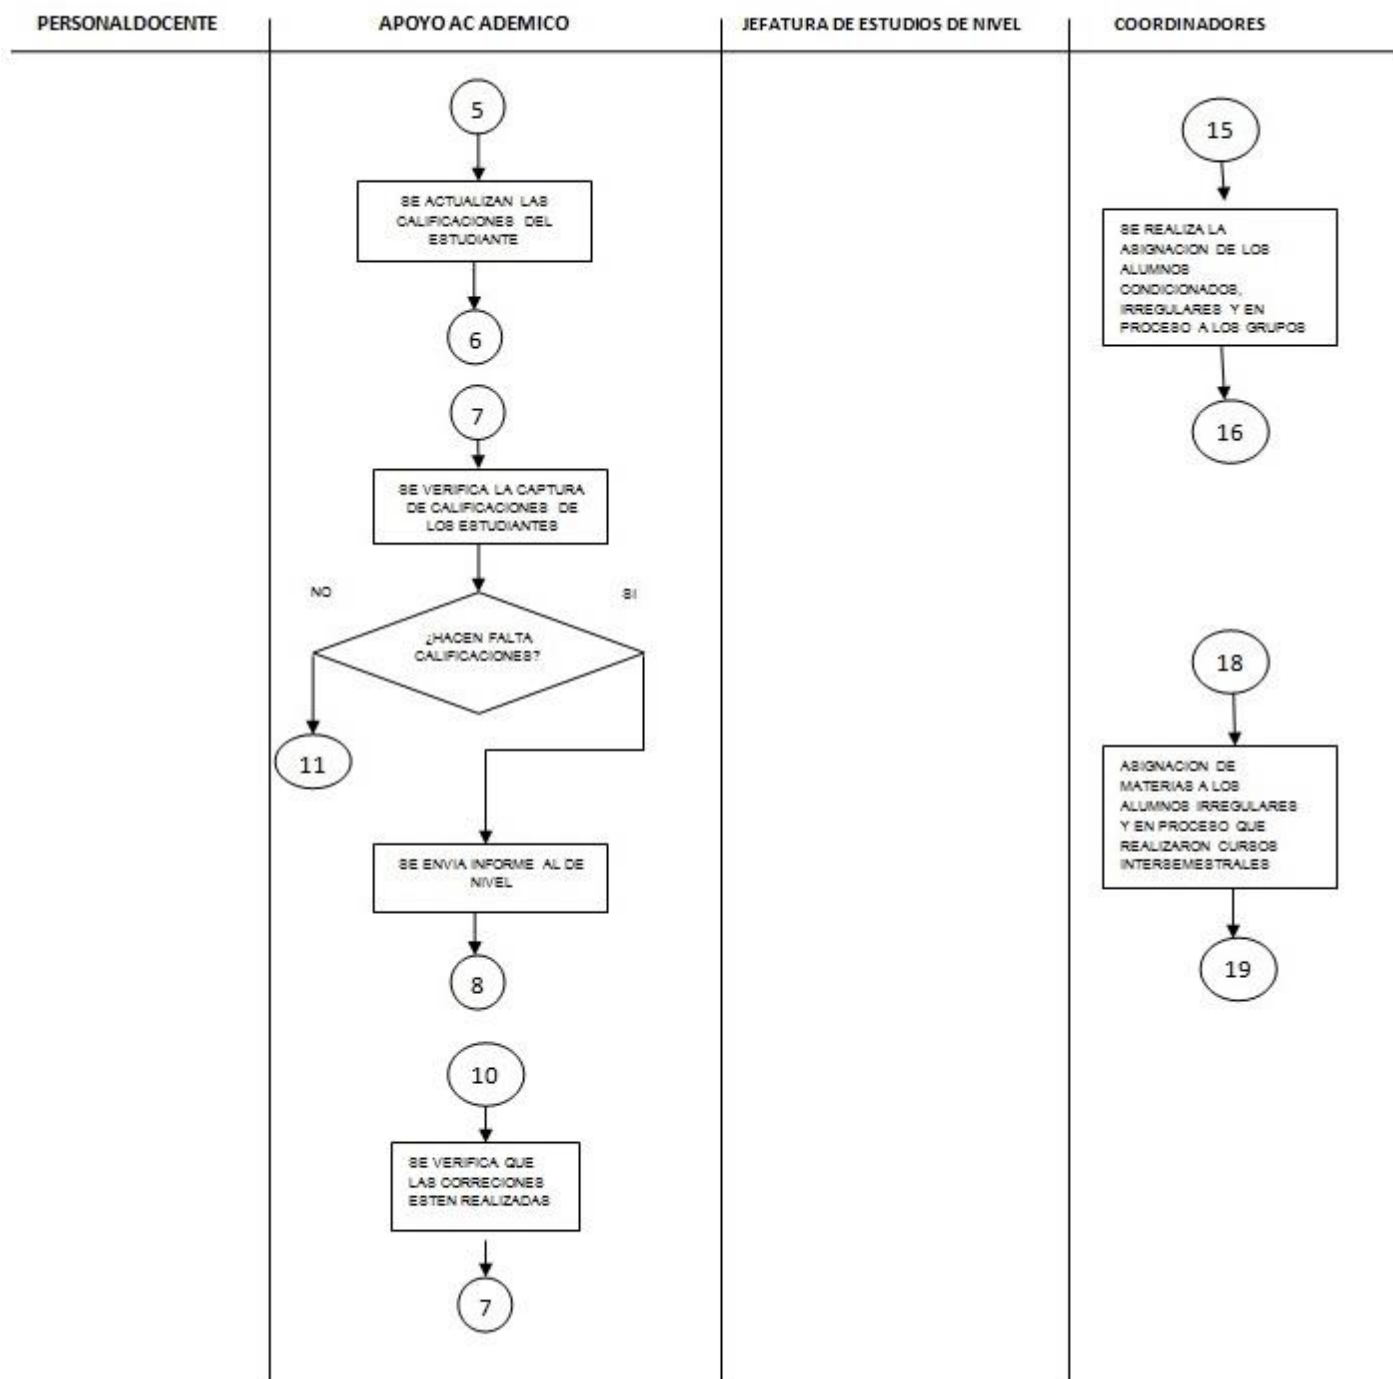 PERSONALDOCENTE
APOYO AC ADEMICO
JEFATURA DE ESTUDIOS DE NIVEL
COORDINADORES
5
SE ACTUALIZAN LAS
CALIFICACIONES DEL
ESTUDIANTE
6
7
SE VERIFICA LA CAPTURA
DE CALIFICACIONES DE
LOS ESTUDIANTES
NO
SI
¿HACEN FALTA
CALIFICACIONES?
11
SE ENVIA INFORME AL DE
NIVEL
8
10
SE VERIFICA QUE
LAS CORRECIONES
ESTEN REALIZADAS
7
15
SE REALIZA LA
ASIGNACION DE LOS
ALUMNOS
CONDICIONADOS,
IRREGULARES Y EN
PROCESO A LOS GRUPOS
16
18
ASIGNACION DE
MATERIAS A LOS
ALUMNOS IRREGULARES
Y EN PROCESO QUE
REALIZARON CURSOS
INTERSEMESTRALES
19